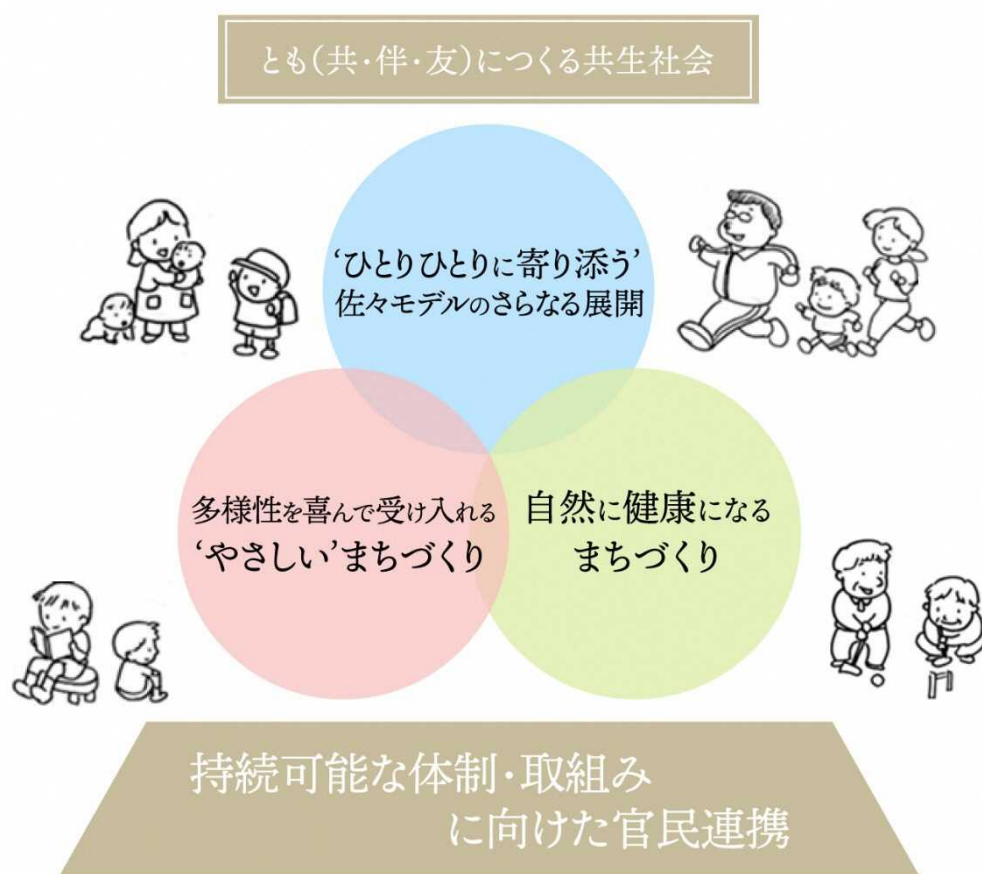 とも(共・伴・友)につくる共生社会
‘ひとりひとりに寄り添う’
佐々モデルのさらなる展開
多様性を喜んで受け入れる
‘やさしい’まちづくり
自然に健康になる
まちづくり
持続可能な体制・取組み
に向けた官民連携